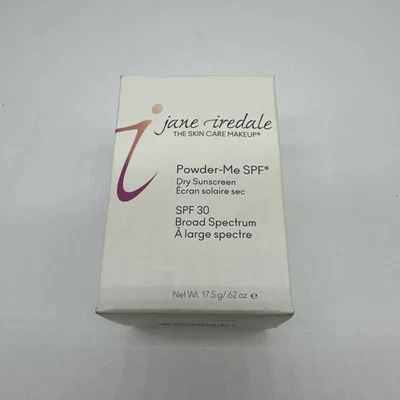 jane iredale
THE SKIN CARE MAKEUP®
Powder-Me SPF®
Dry Sunscreen
Écran solaire sec
SPF 30
Broad Spectrum
À large spectre
Net Wt. 17.5 g/.62 oz e